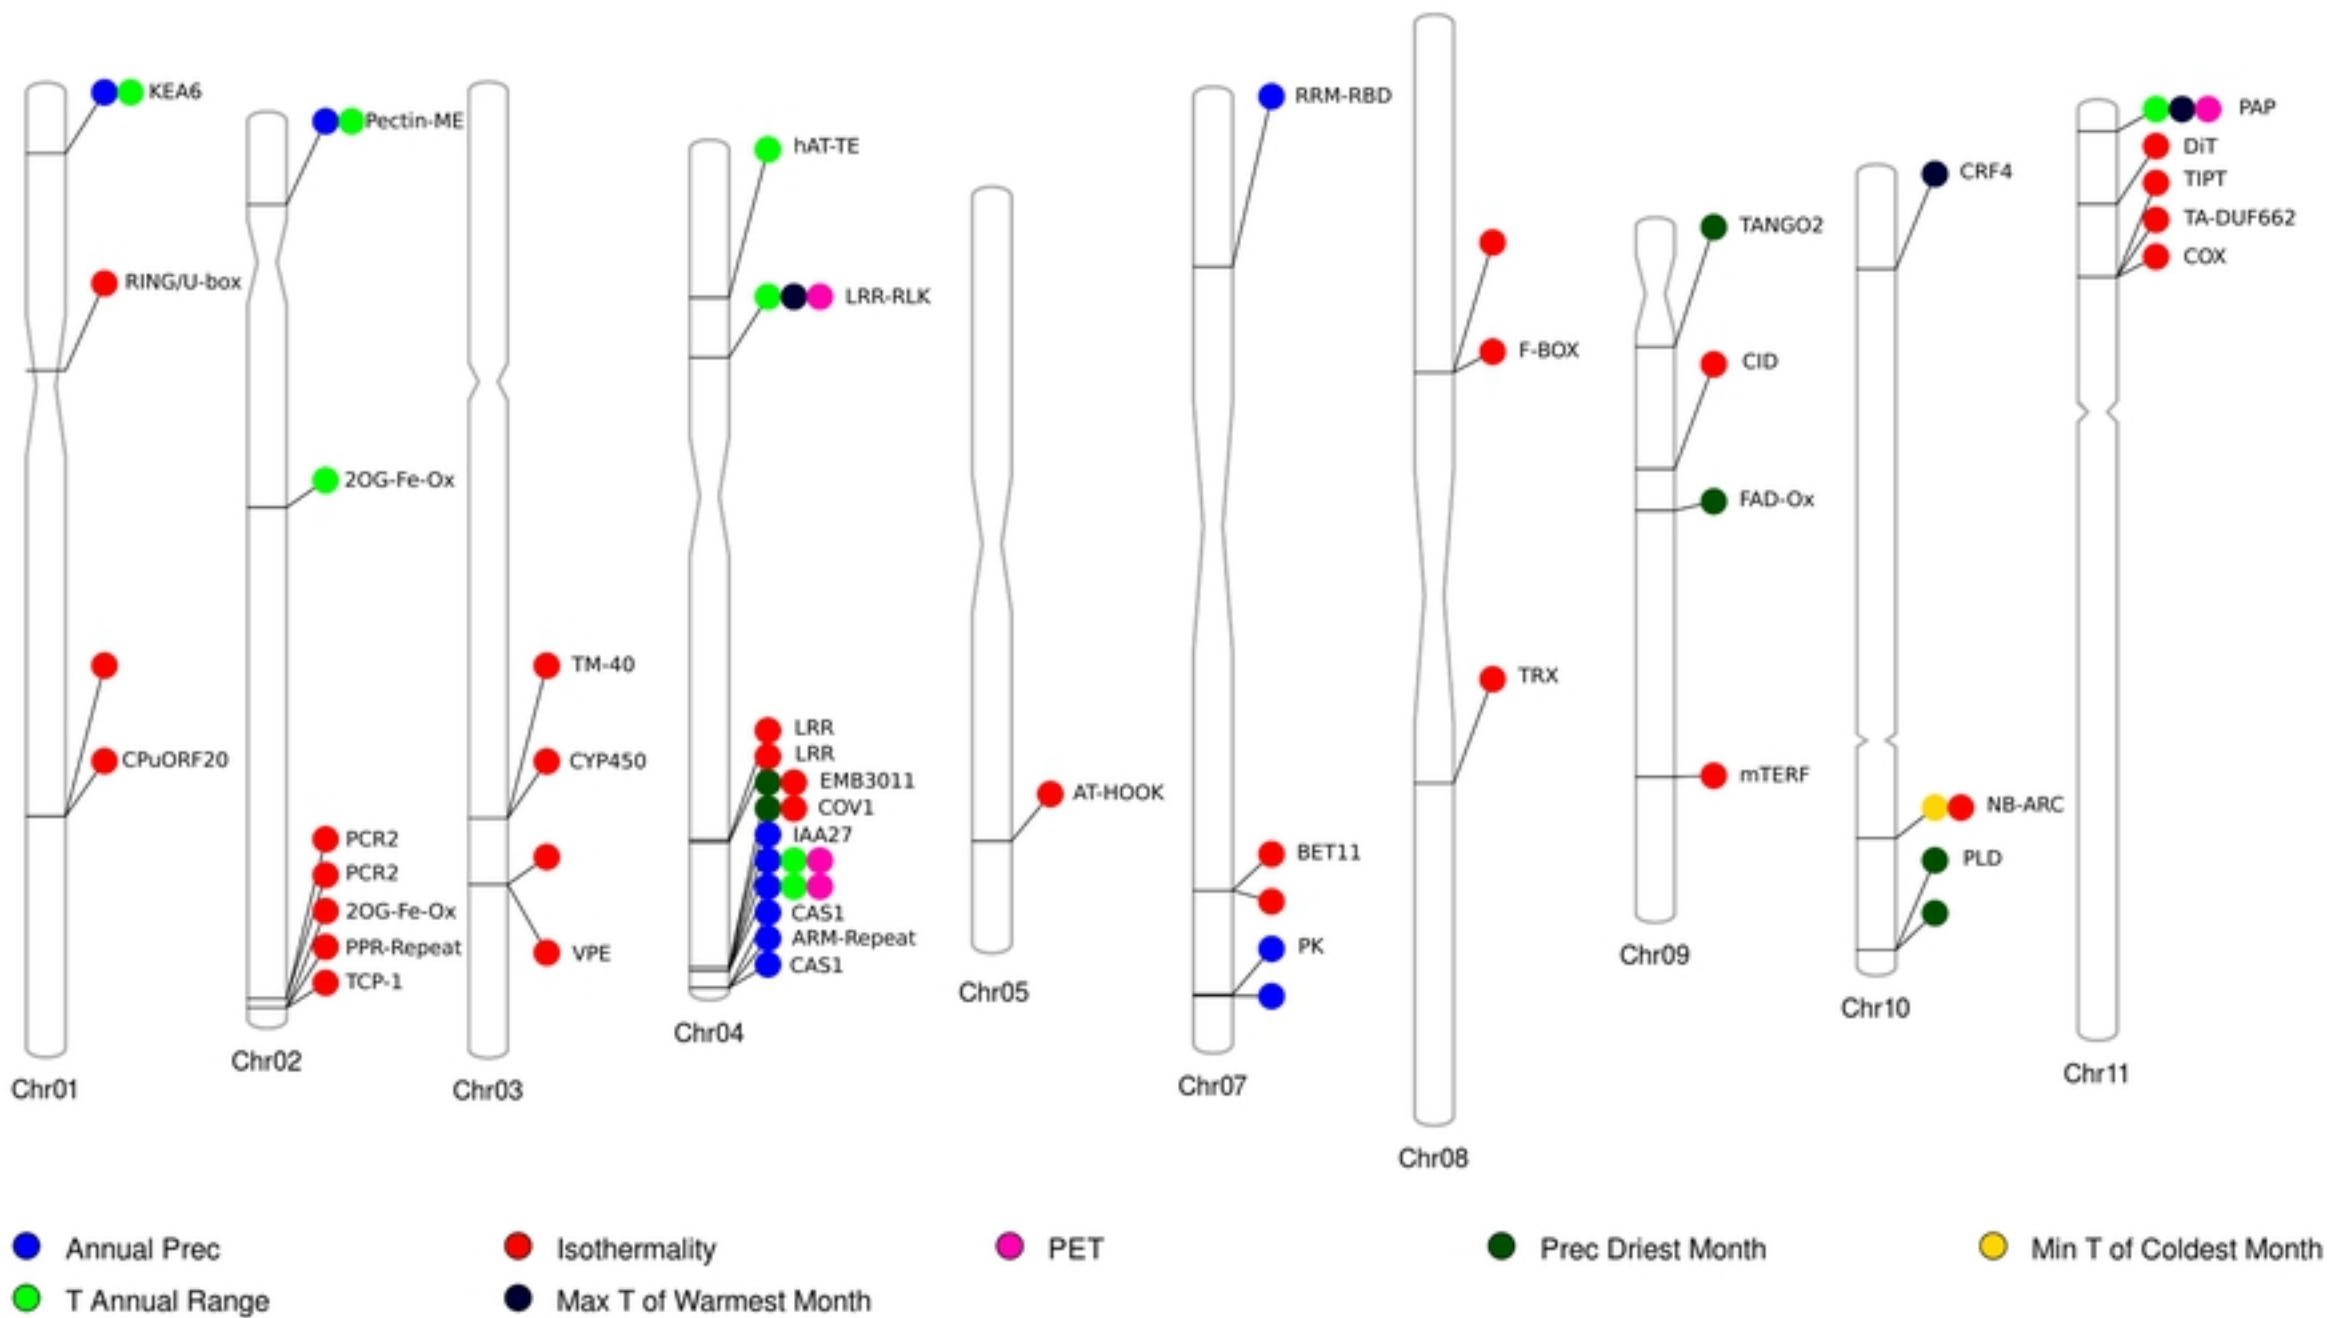 KEA6
RING/U-box
CPuORF20
Chr01
Pectin-ME
2OG-Fe-Ox
PCR2
PCR2
2OG-Fe-Ox
PPR-Repeat
TCP-1
Chr02
TM-40
CYP450
VPE
Chr03
hAT-TE
LRR-RLK
LRR
LRR
EMB3011
COV1
IAA27
CAS1
ARM-Repeat
CAS1
Chr04
AT-HOOK
Chr05
RRM-RBD
BET11
PK
Chr07
F-BOX
TRX
Chr08
TANGO2
CID
FAD-Ox
mTERF
Chr09
CRF4
NB-ARC
PLD
Chr10
PAP
DiT
TIPT
TA-DUF662
COX
Chr11
Annual Prec
Isothermality
PET
Prec Driest Month
Min T of Coldest Month
T Annual Range
Max T of Warmest Month